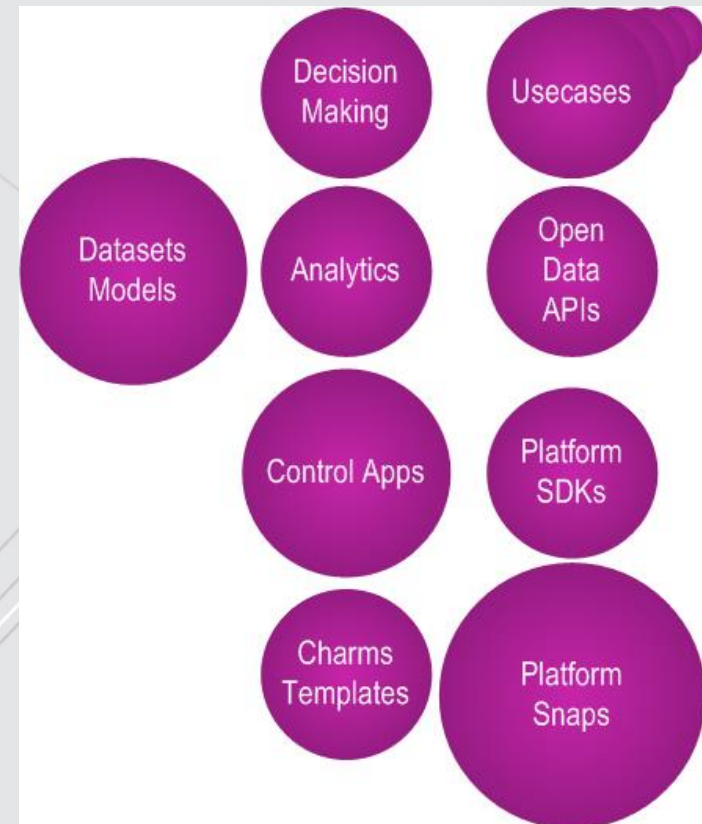 Decision
Making
Usecases
Datasets
Models
Analytics
Open
Data
APIs
Control Apps
Platform
SDKs
Charms
Templates
Platform
Snaps